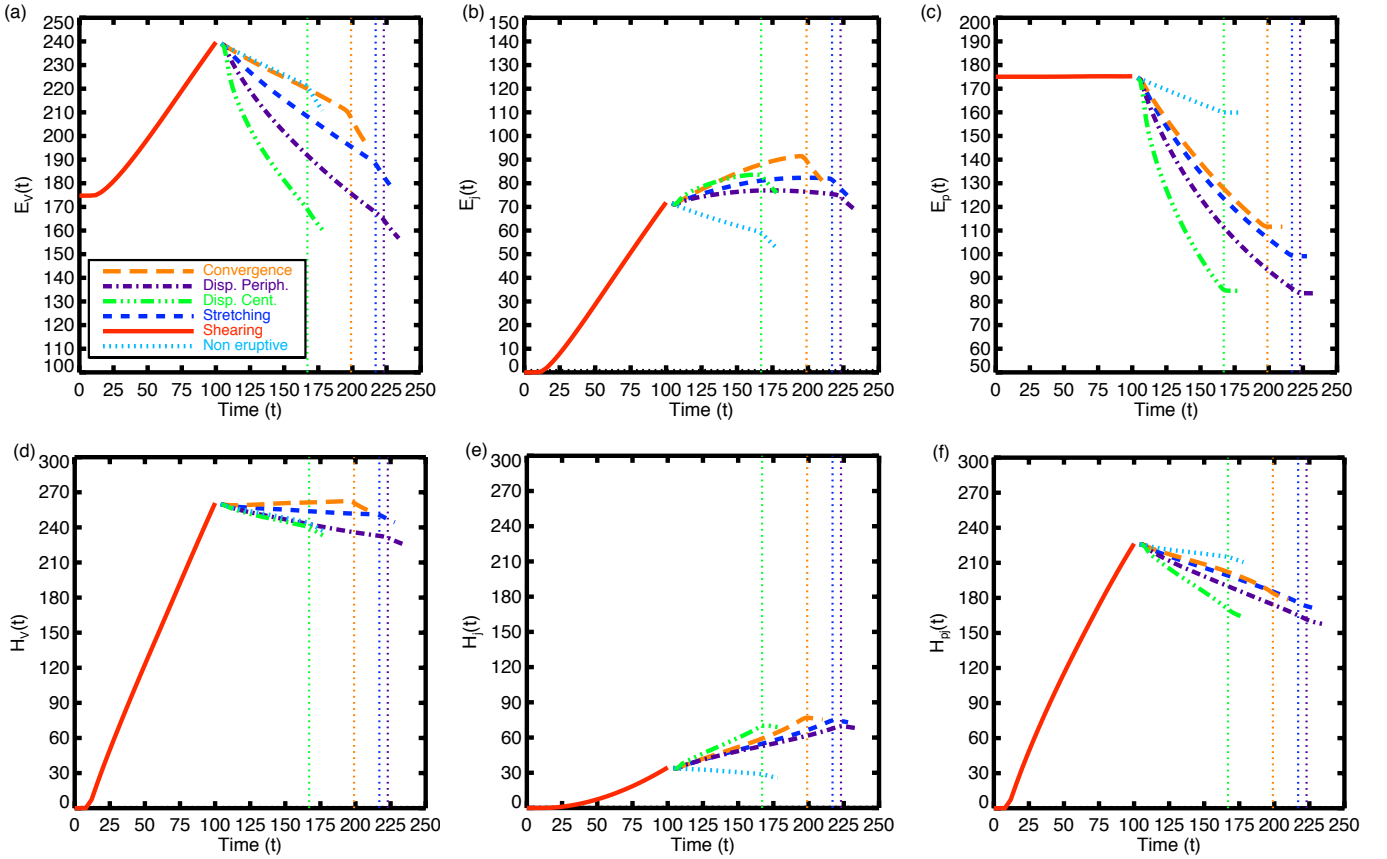 (a)
250
240
230
220
210
200
190
180
170
160
150
140
130
120
110
100
E_V(t)
Convergence
Disp. Periph.
Disp. Cent.
Stretching
Shearing
Non eruptive
0 25 50 75 100 125 150 175 200 225 250
Time (t)
(b)
150
140
130
120
110
100
90
80
70
60
50
40
30
20
10
0
E_j(t)
0 25 50 75 100 125 150 175 200 225 250
Time (t)
(c)
200
190
180
170
160
150
140
130
120
110
100
90
80
70
60
50
E_p(t)
0 25 50 75 100 125 150 175 200 225 250
Time (t)
(d)
300
270
240
210
180
150
120
90
60
30
0
H_V(t)
0 25 50 75 100 125 150 175 200 225 250
Time (t)
(e)
300
270
240
210
180
150
120
90
60
30
0
H_j(t)
0 25 50 75 100 125 150 175 200 225 250
Time (t)
(f)
300
270
240
210
180
150
120
90
60
30
0
H_pj(t)
0 25 50 75 100 125 150 175 200 225 250
Time (t)